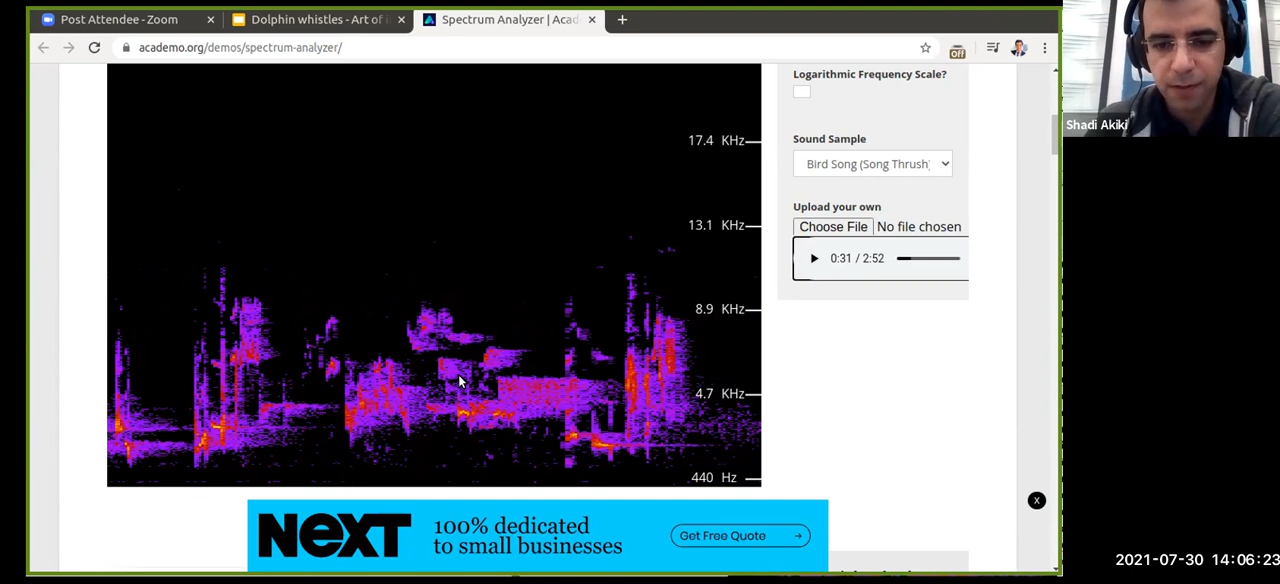 Post Attendee - Zoom
Dolphin whistles - Art of
Spectrum Analyzer | Acad
academo.org/demos/spectrum-analyzer/
Off
Logarithmic Frequency Scale?
17.4 KHz
Sound Sample
Bird Song (Song Thrush)
Upload your own
Choose File No file chosen
13.1 KHz
0:31 / 2:52
8.9 KHz
4.7 KHz
440 Hz
NEXT
100% dedicated
to small businesses
Get Free Quote
X
Shadi Akiki
2021-07-30 14:06:23